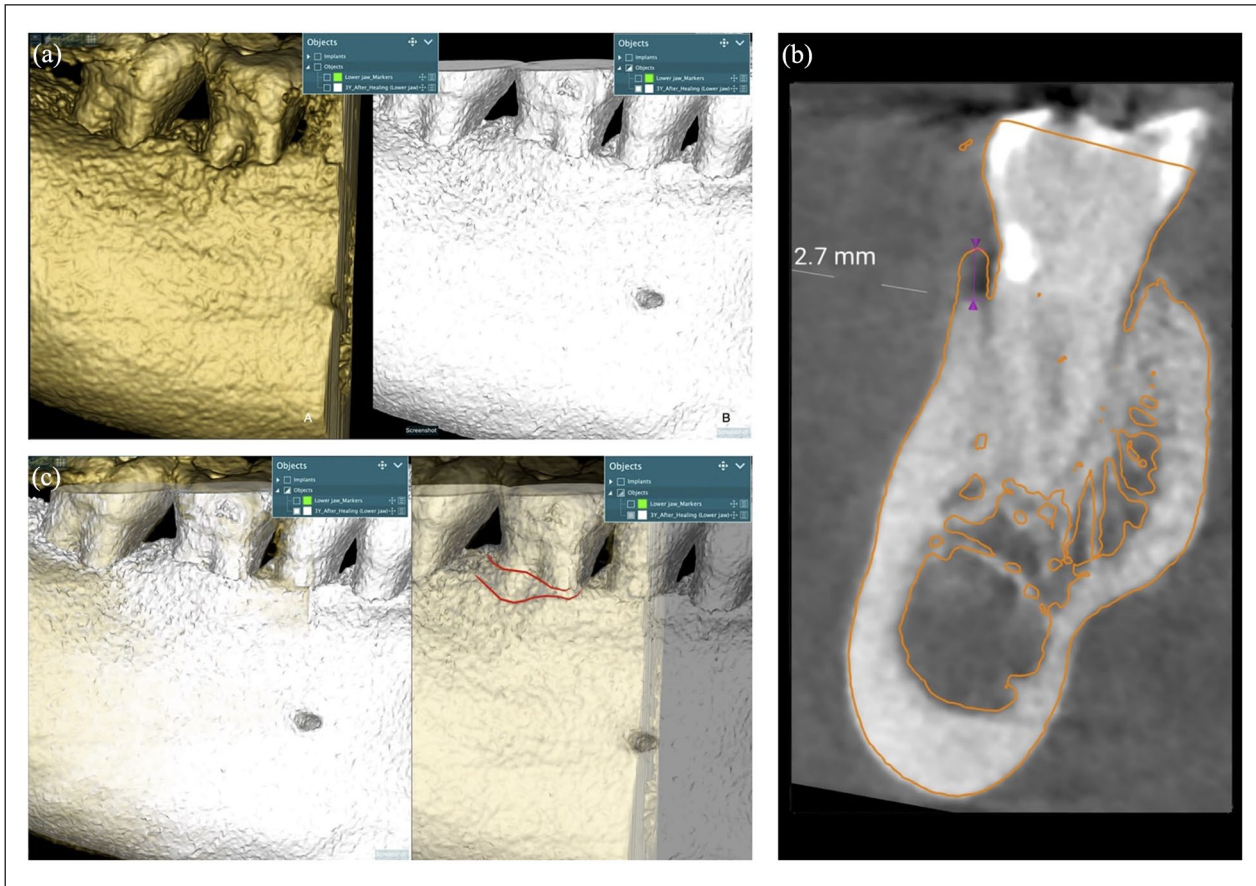 (a)
Objects
Implants
Objects
Lower jaw_Markers
3Y_After_Healing (Lower jaw)
A
Objects
Implants
Objects
Lower jaw_Markers
3Y_After_Healing (Lower jaw)
Screenshot
B
(b)
2.7 mm
(c)
Objects
Implants
Objects
Lower jaw_Markers
3Y_After_Healing (Lower jaw)
Objects
Implants
Objects
Lower jaw_Markers
3Y_After_Healing (Lower jaw)